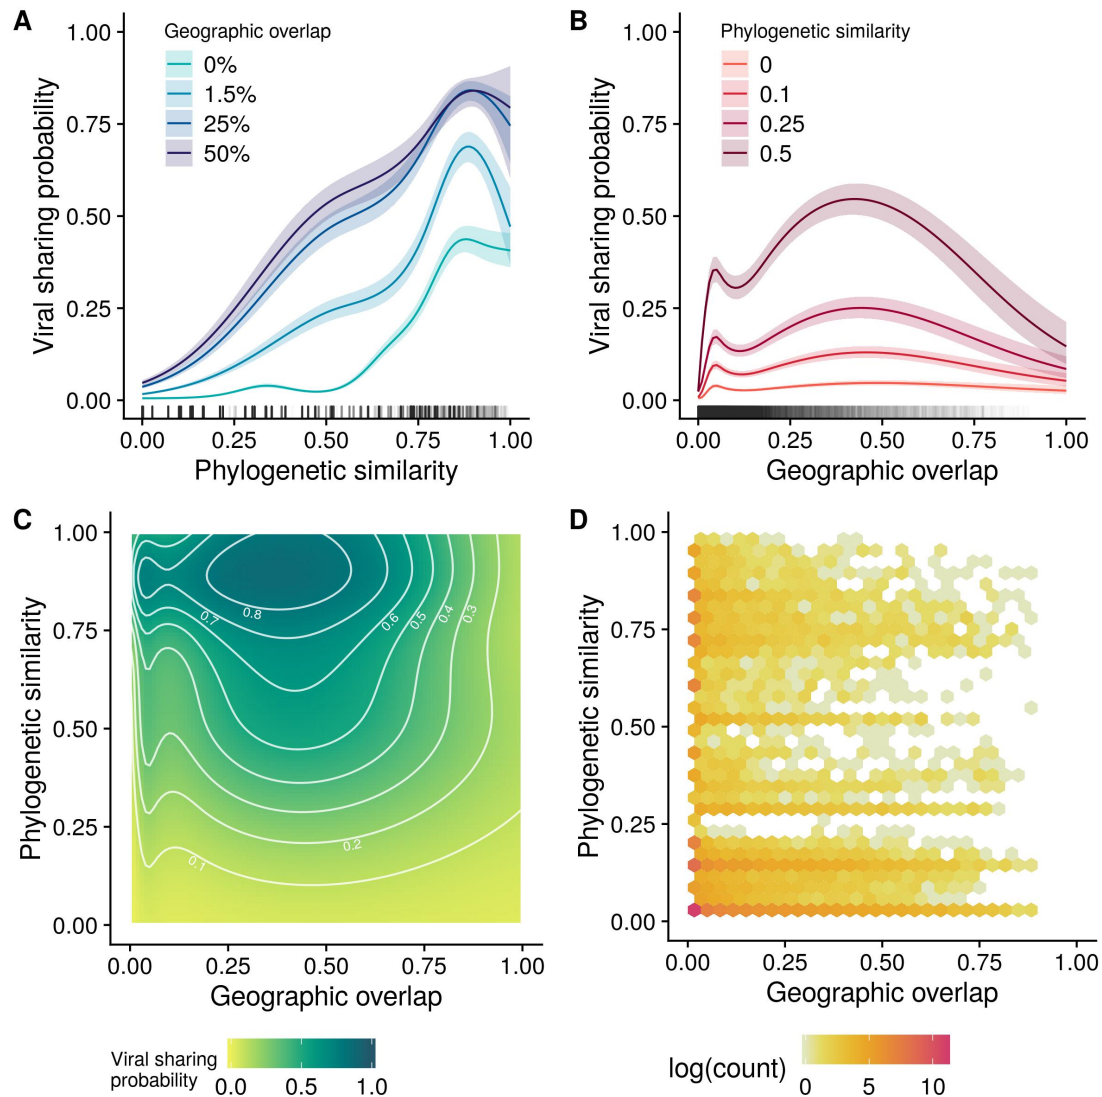 A
Geographic overlap
0%
1.5%
25%
50%
1.00
0.75
0.50
0.25
0.00
Viral sharing probability
0.00 0.25 0.50 0.75 1.00
Phylogenetic similarity
B
Phylogenetic similarity
0
0.1
0.25
0.5
1.00
0.75
0.50
0.25
0.00
Viral sharing probability
0.00 0.25 0.50 0.75 1.00
Geographic overlap
C
1.00
0.75
0.50
0.25
0.00
Phylogenetic similarity
0.7
0.8
0.6
0.5
0.4
0.3
0.2
0.1
0.00 0.25 0.50 0.75 1.00
Geographic overlap
Viral sharing
probability
0.0 0.5 1.0
D
1.00
0.75
0.50
0.25
0.00
Phylogenetic similarity
0.00 0.25 0.50 0.75 1.00
Geographic overlap
log(count)
0 5 10